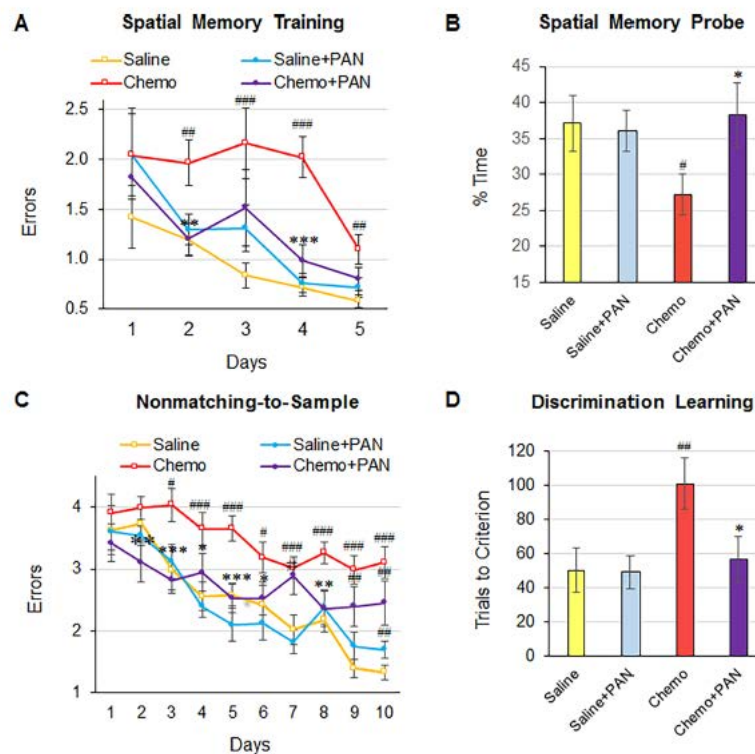 A Spatial Memory Training
Saline Saline+PAN
Chemo Chemo+PAN
2.5
2.0
1.5
1.0
0.5
Errors
## ### ### ##
** ***
1 2 3 4 5
Days
B Spatial Memory Probe
45
40
35
30
25
20
15
% Time
# *
Saline Saline+PAN Chemo Chemo+PAN
C Nonmatching-to-Sample
Saline Saline+PAN
Chemo Chemo+PAN
4
3
2
1
Errors
# ### ### # ### ### ### ###
** *** * *** * ** ** ## ##
##
1 2 3 4 5 6 7 8 9 10
Days
D Discrimination Learning
120
100
80
60
40
20
0
Trials to Criterion
## *
Saline Saline+PAN Chemo Chemo+PAN